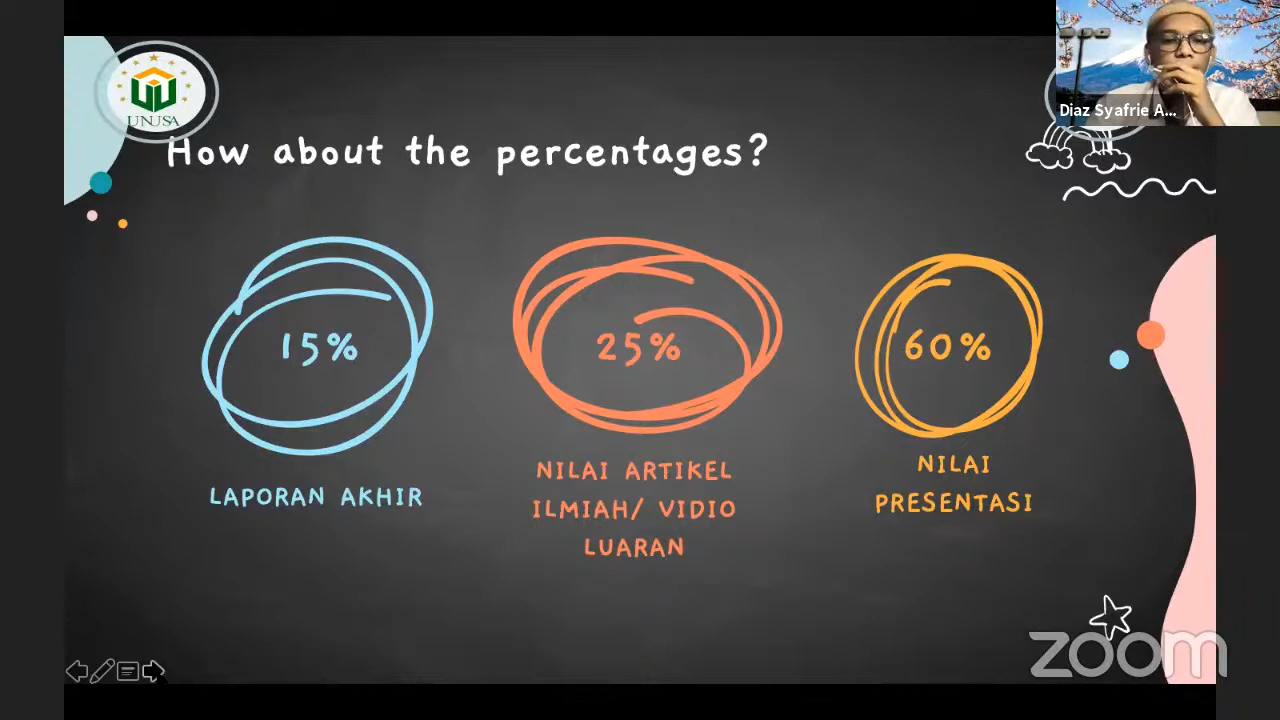 UNUSA
Diaz Syafrie A...
How about the percentages?
15%
25%
60%
LAPORAN AKHIR
NILAI ARTIKEL
ILMIAH/ VIDIO
LUARAN
NILAI
PRESENTASI
zoom